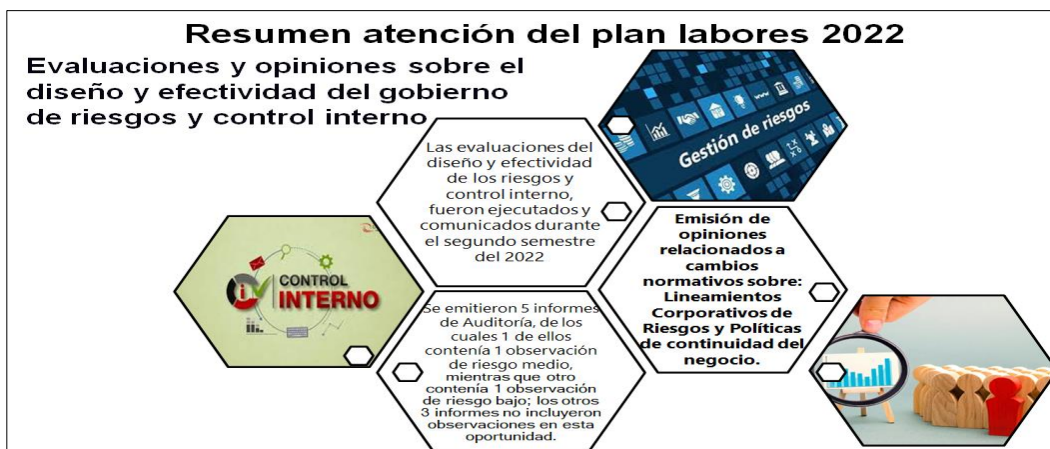 Resumen atención del plan labores 2022
Evaluaciones y opiniones sobre el
diseño y efectividad del gobierno
de riesgos y control interno
Gestión de riesgos
Las evaluaciones del
diseño y efectividad
de los riesgos y
control interno,
fueron ejecutados y
comunicados durante
el segundo semestre
del 2022
Emisión de
opiniones
relacionados a
cambios
normativos sobre:
Lineamientos
Corporativos de
Riesgos y Políticas
de continuidad del
negocio.
CONTROL
INTERNO
Se emitieron 5 informes
de Auditoría, de los
cuales 1 de ellos
contenía 1 observación
de riesgo medio,
mientras que otro
contenía 1 observación
de riesgo bajo; los otros
3 informes no incluyeron
observaciones en esta
oportunidad.